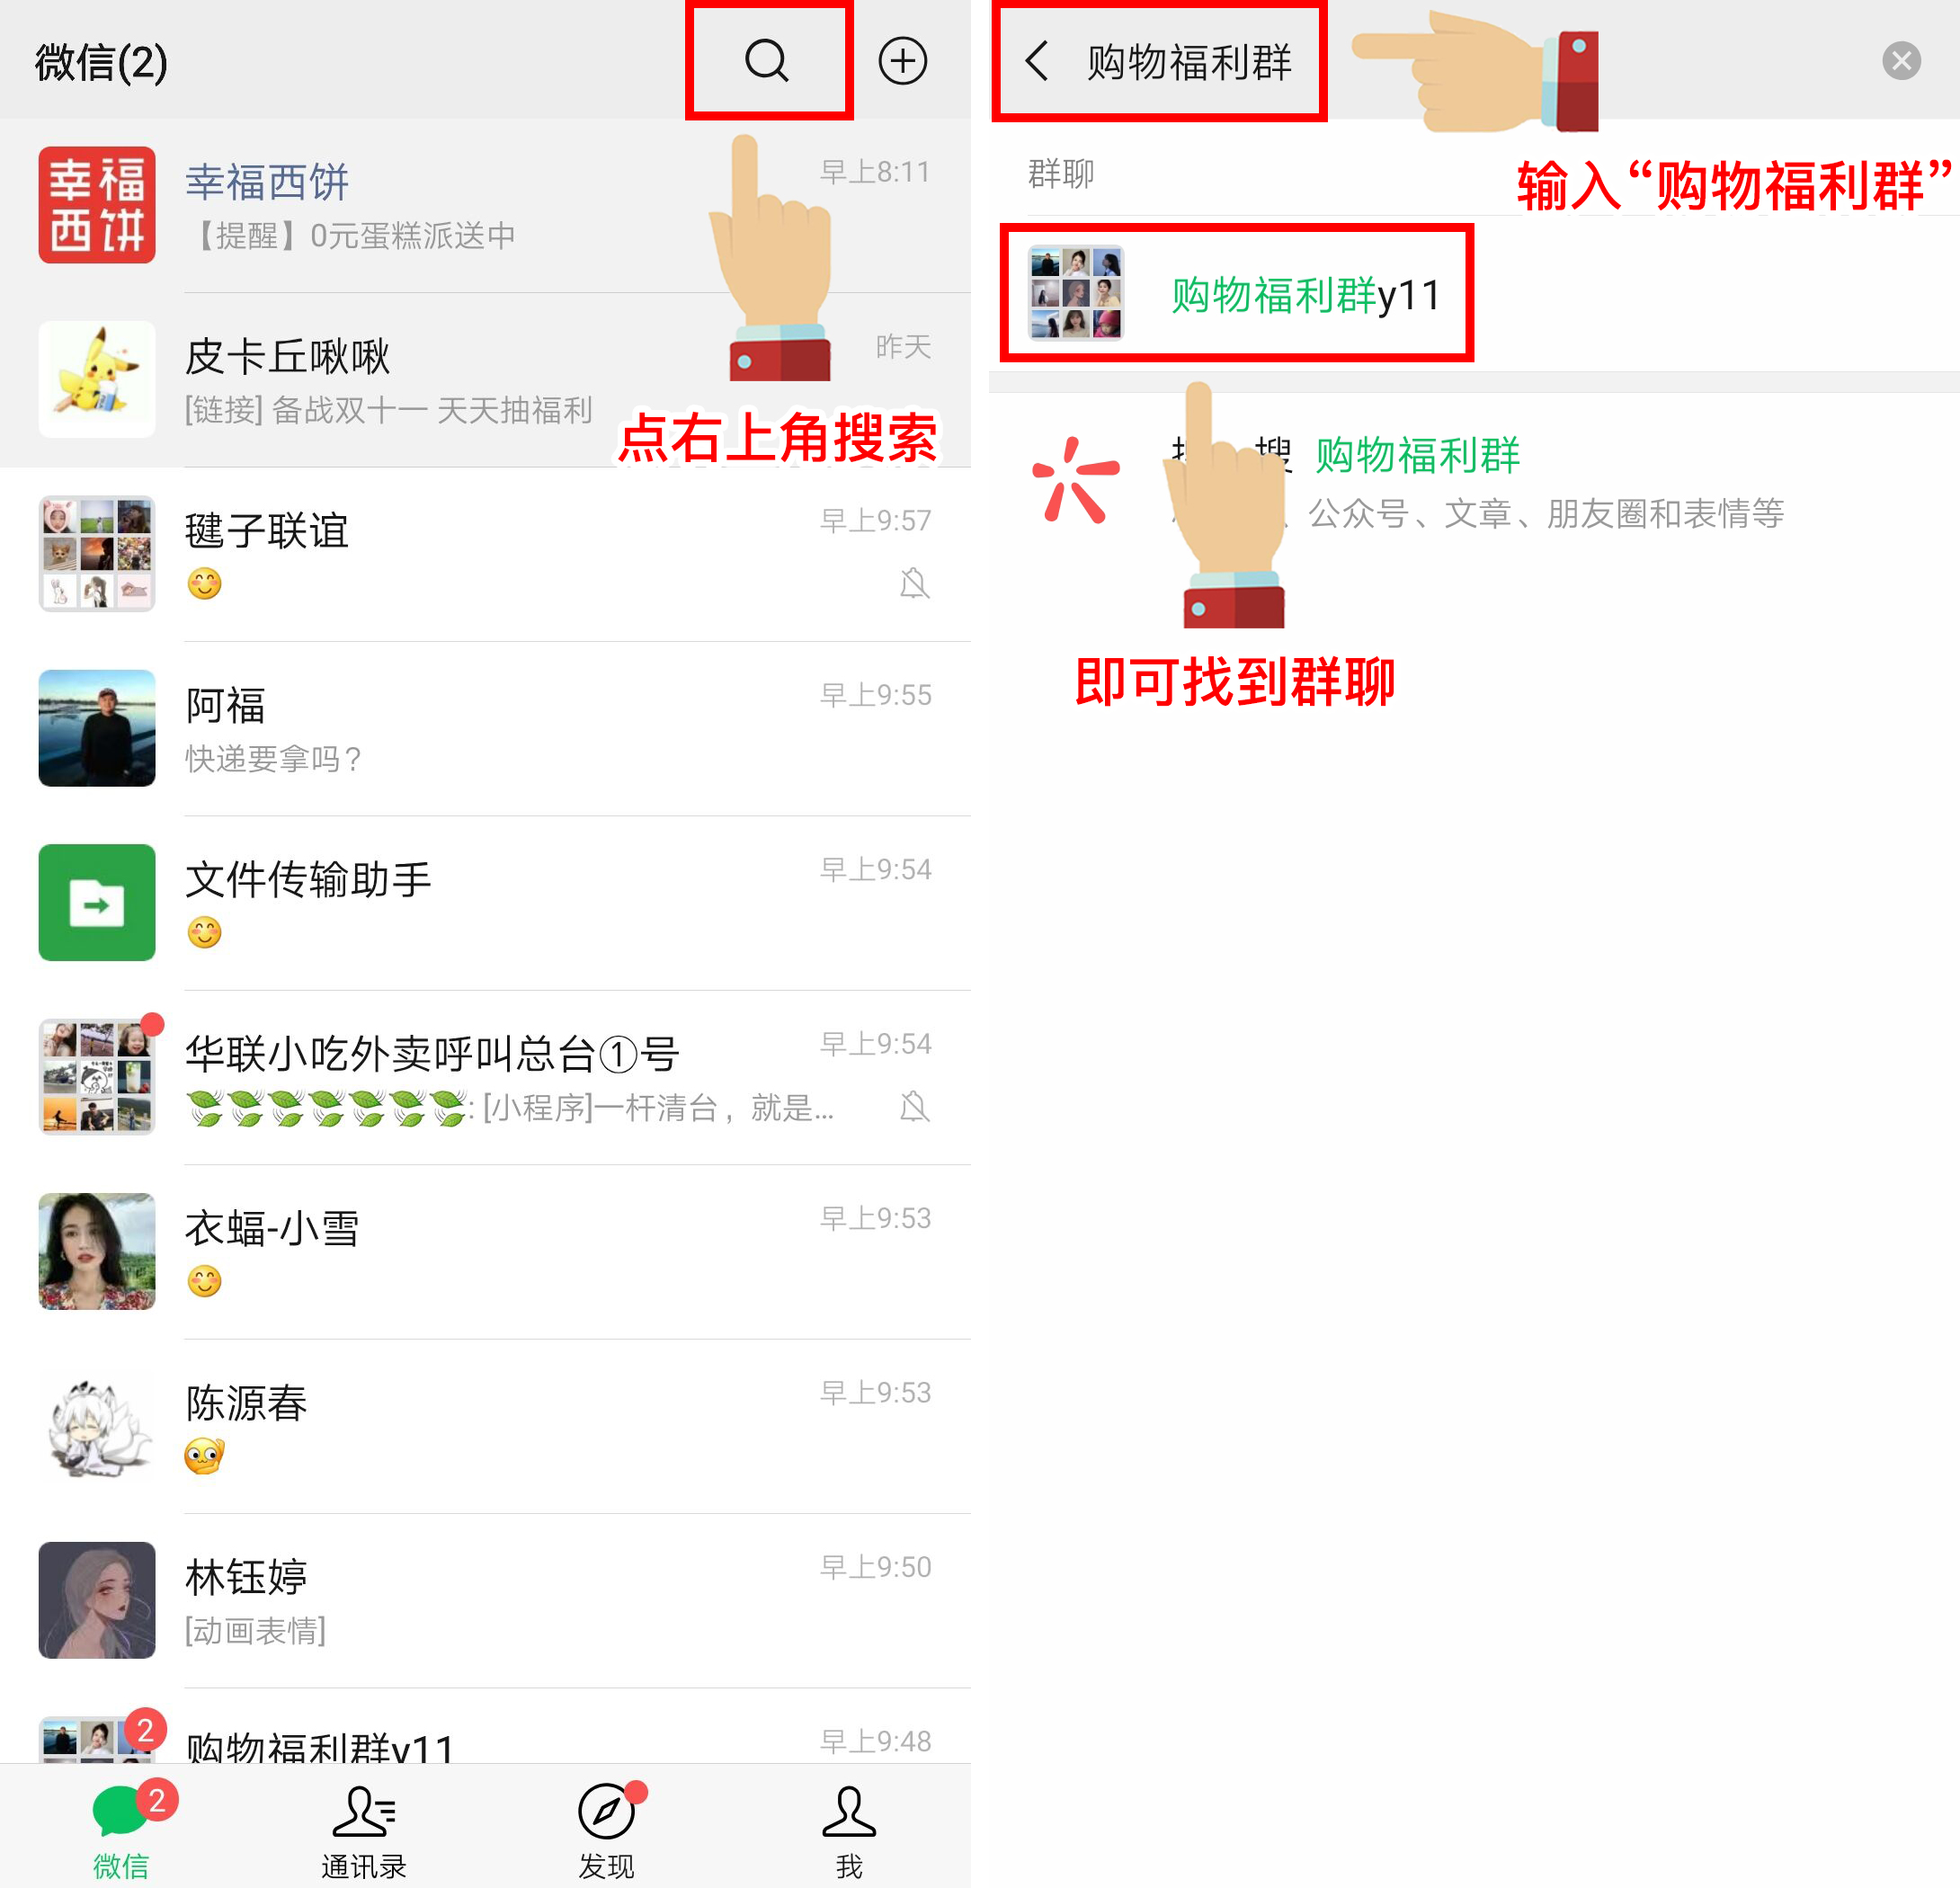 微信(2)
幸福西饼
早上8:11
【提醒】0元蛋糕派送中
幸福
西饼
皮卡丘啾啾
昨天
[链接] 备战双十一 天天抽福利
点右上角搜索
毽子联谊
早上9:57
阿福
早上9:55
快递要拿吗？
文件传输助手
早上9:54
华联小吃外卖呼叫总台①号
早上9:54
: [小程序]一杆清台，就是...
衣蝠-小雪
早上9:53
陈源春
早上9:53
林钰婷
早上9:50
[动画表情]
2
购物福利群y11
早上9:48
2
微信
通讯录
发现
我
购物福利群
输入“购物福利群”
群聊
购物福利群y11
搜 购物福利群
、公众号、文章、朋友圈和表情等
即可找到群聊